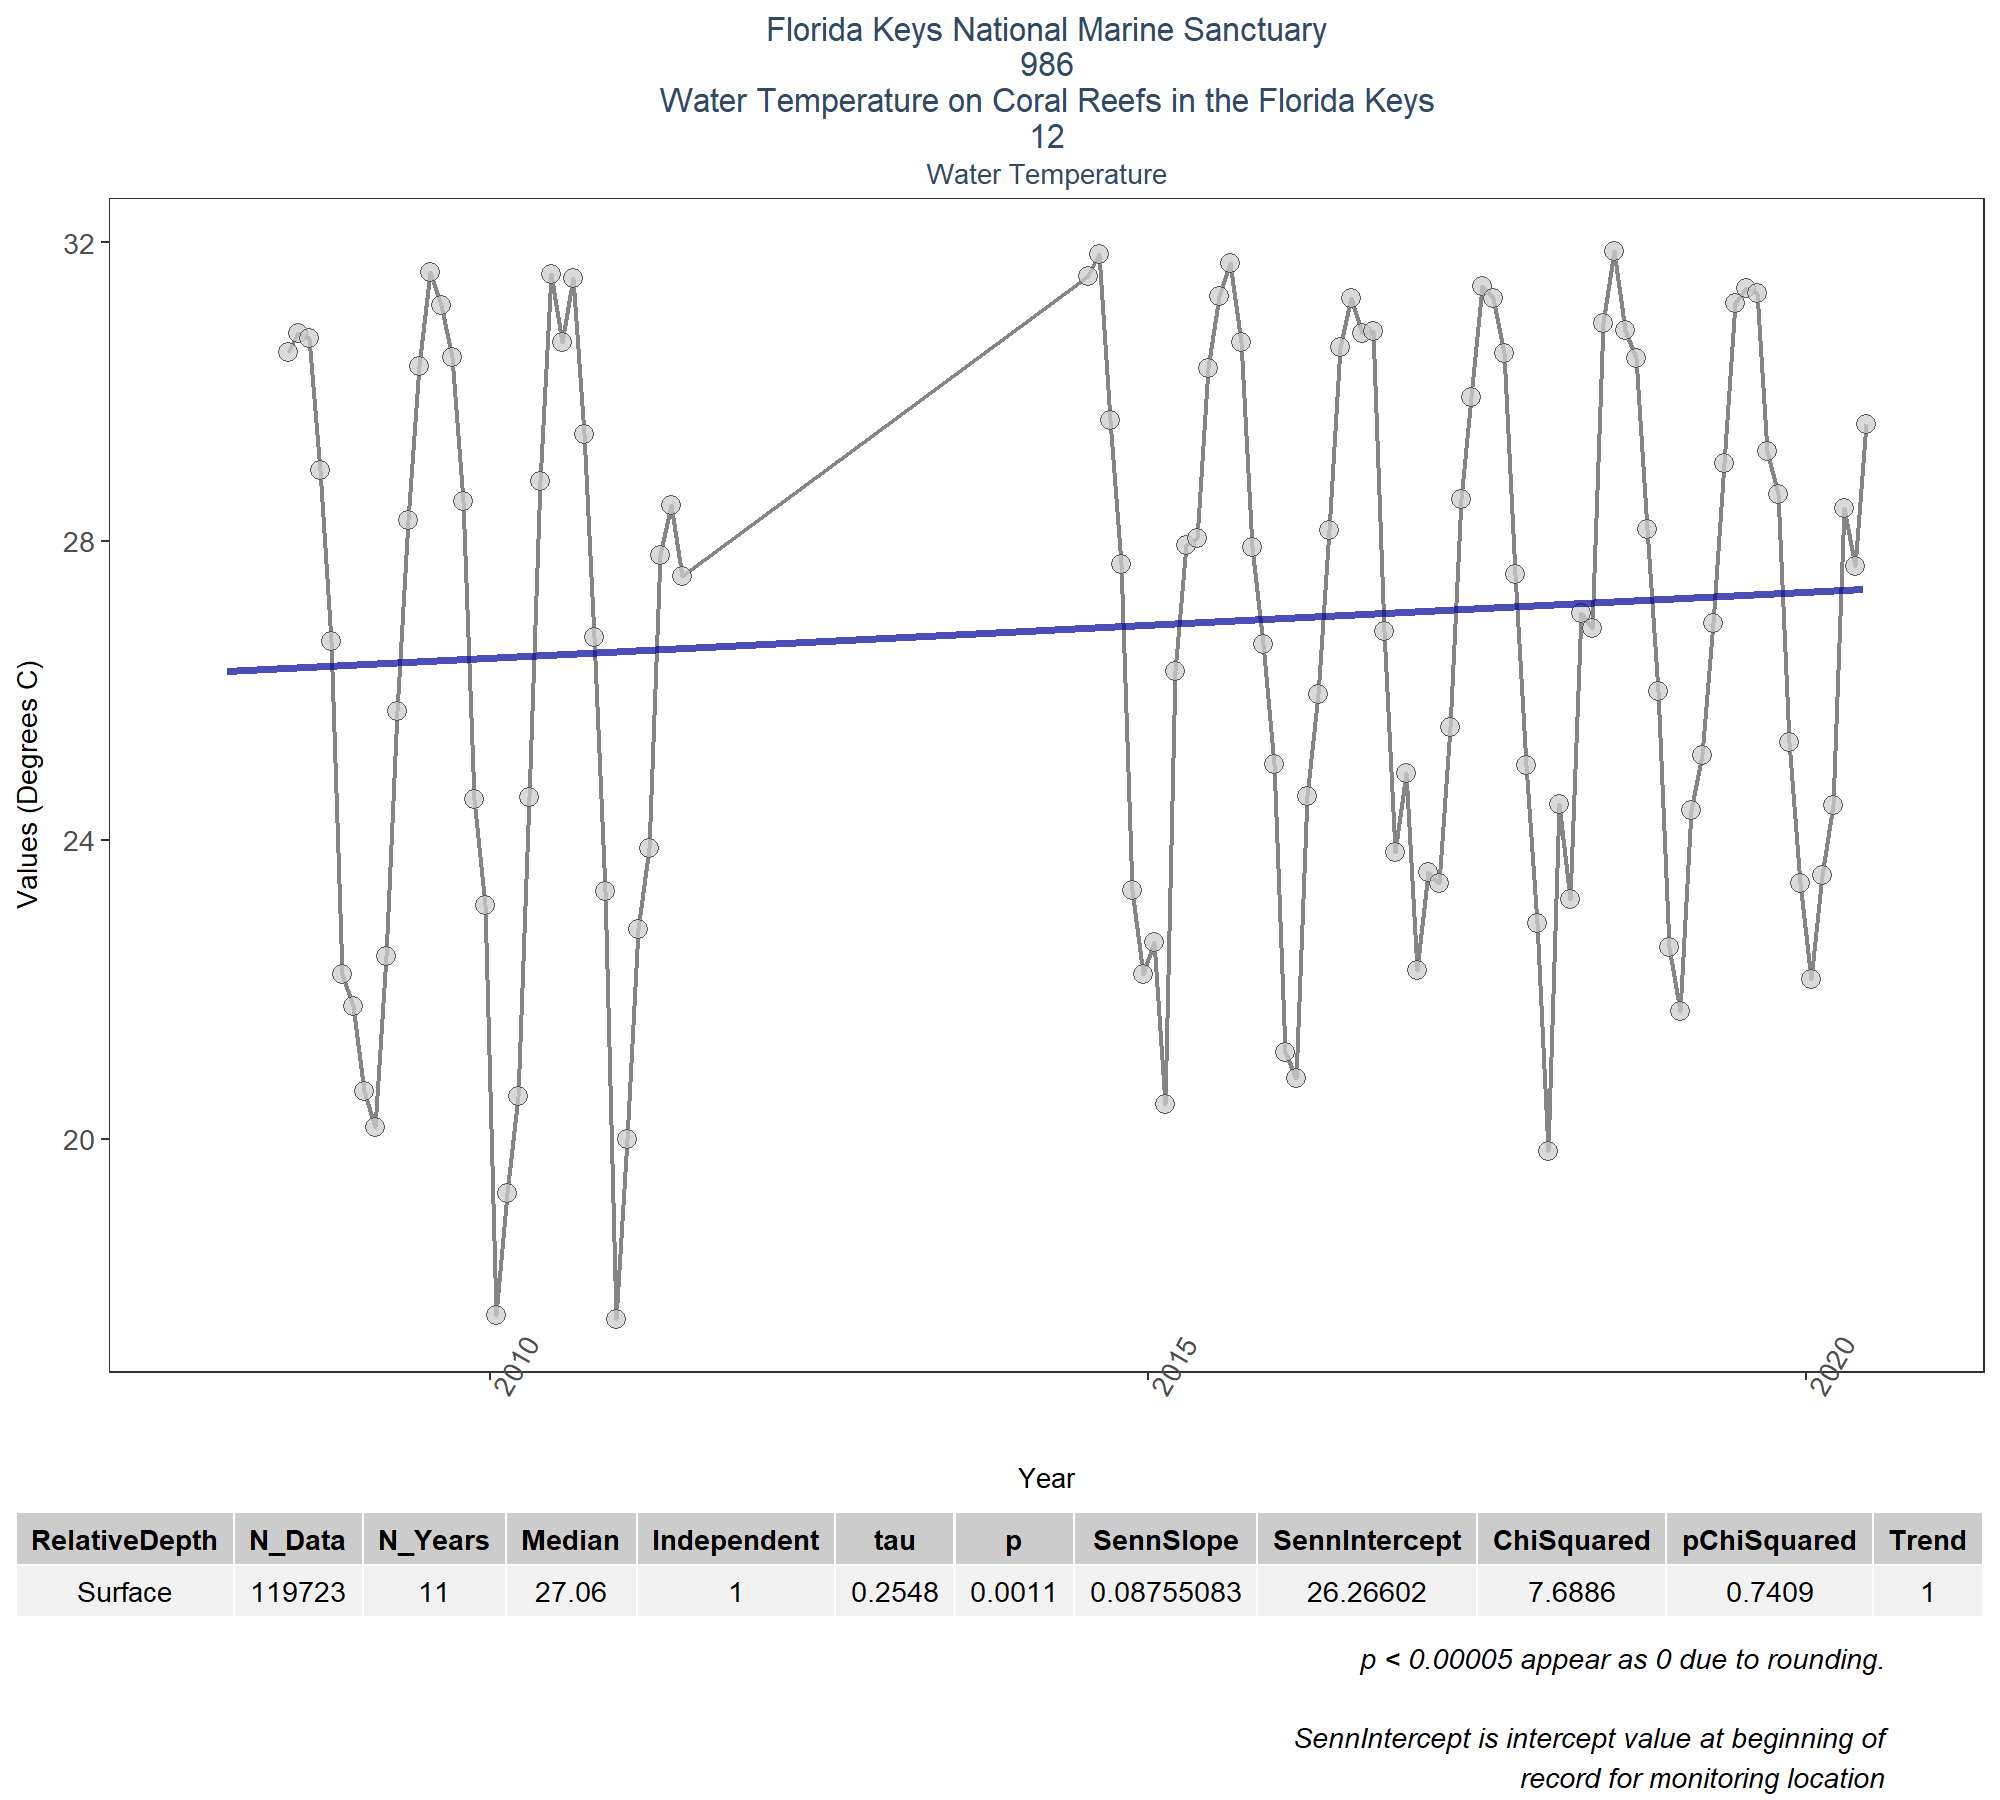 Florida Keys National Marine Sanctuary
986
Water Temperature on Coral Reefs in the Florida Keys
12
Water Temperature
32
28
24
20
Values (Degrees C)
2010
2015
2020
Year
RelativeDepth N_Data N_Years Median Independent tau p SennSlope SennIntercept ChiSquared pChiSquared Trend
Surface 119723 11 27.06 1 0.2548 0.0011 0.08755083 26.26602 7.6886 0.7409 1
p < 0.00005 appear as 0 due to rounding.
SennIntercept is intercept value at beginning of
record for monitoring location